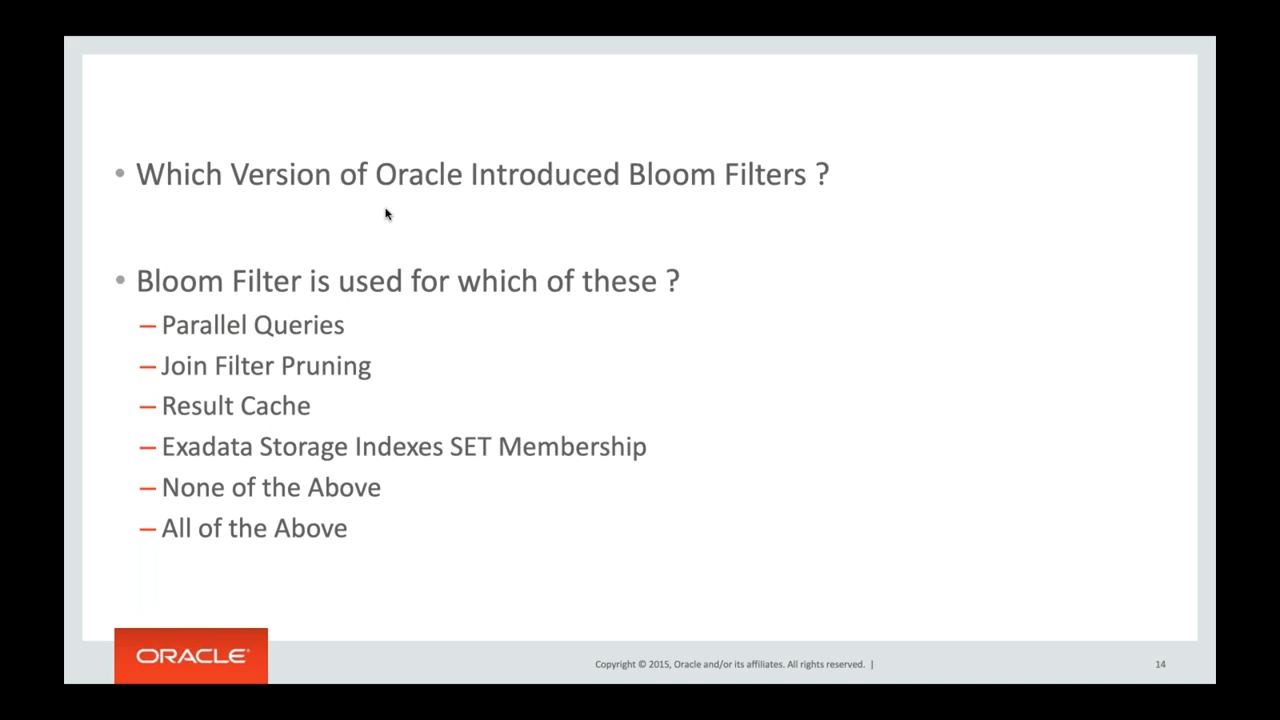 • Which Version of Oracle Introduced Bloom Filters ?
• Bloom Filter is used for which of these ?
– Parallel Queries
– Join Filter Pruning
– Result Cache
– Exadata Storage Indexes SET Membership
– None of the Above
– All of the Above
ORACLE®
Copyright © 2015, Oracle and/or its affiliates. All rights reserved. |
14